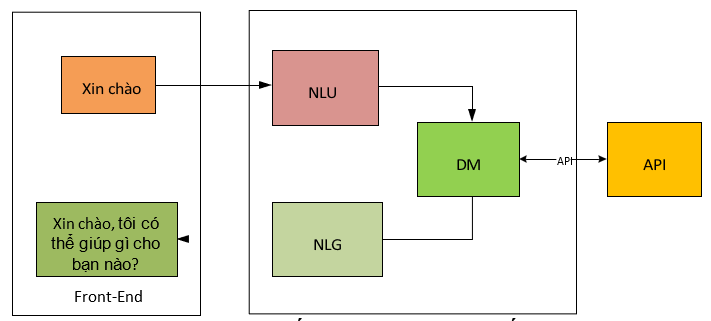 Xin chào
NLU
DM
API
API
Xin chào, tôi có
thể giúp gì cho
bạn nào?
NLG
Front-End